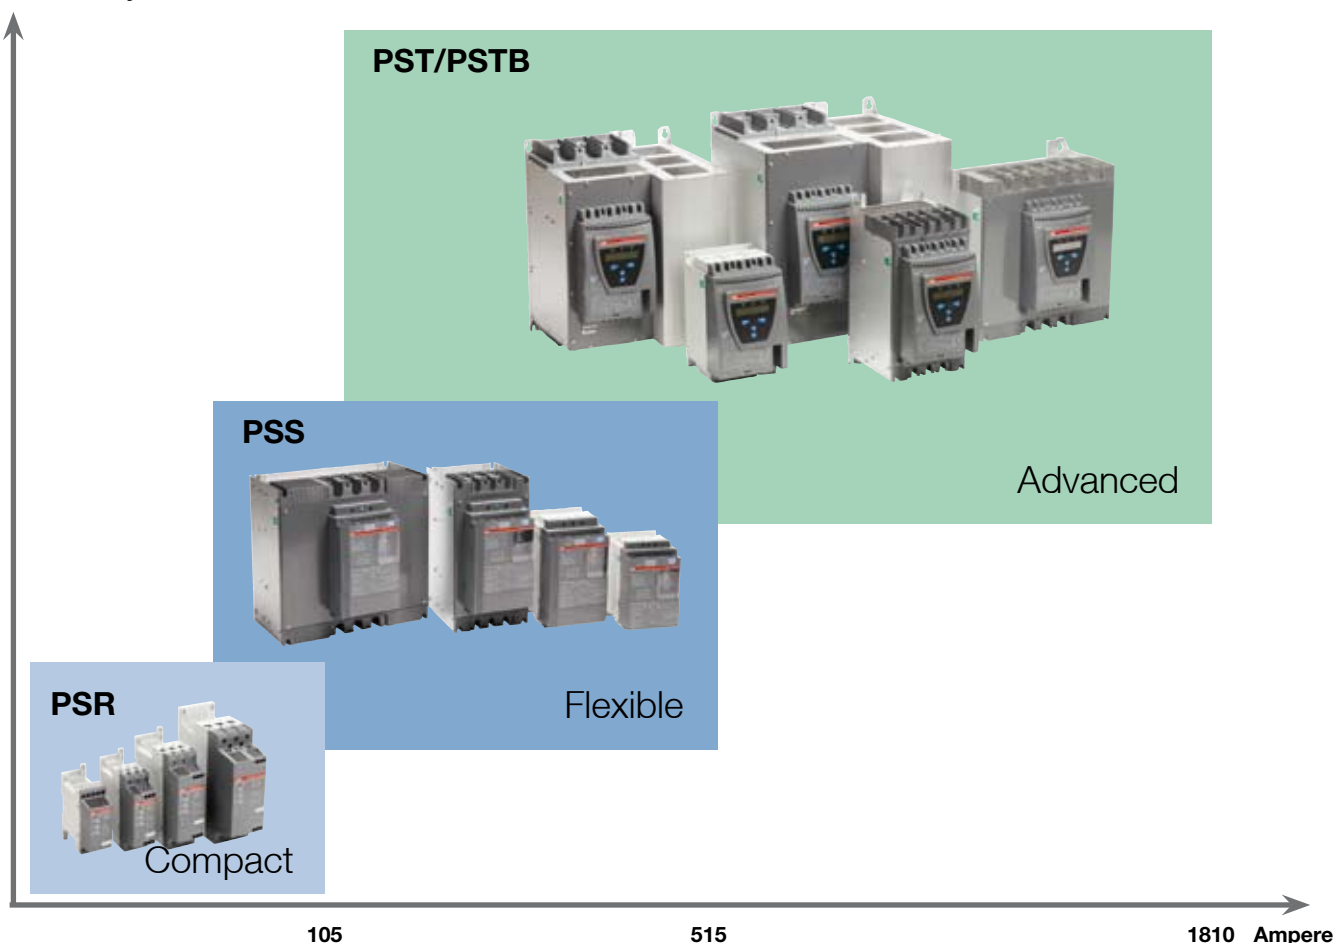 PST/PSTB
Advanced
PSS
Flexible
PSR
Compact
105 515 1810 Ampere